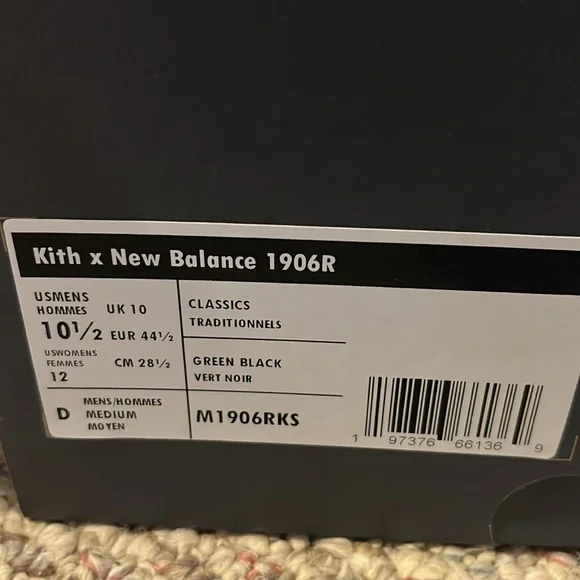 Kith x New Balance 1906R
USMENS
HOMMES
10½
UK 10
EUR 44½
USWOMENS
FEMMES
12
CM 28½
CLASSICS
TRADITIONNELS
GREEN BLACK
VERT NOIR
D
MENS/HOMMES
MEDIUM
MOYEN
M1906RKS
1 97376 66136 9